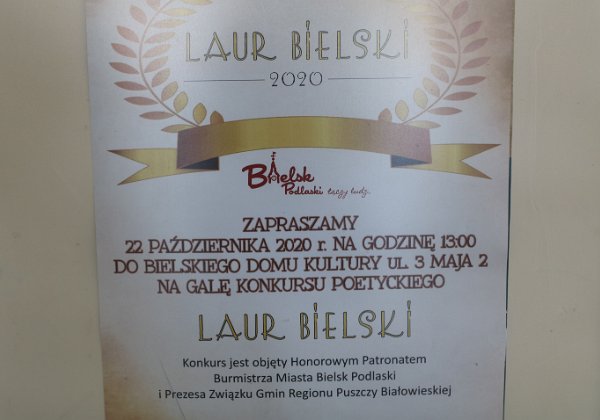 LAUR BIELSKI
2020
Bielsk
Podlaski łączy ludzi.
ZAPRASZAMY
22 PAŹDZIERNIKA 2020 r. NA GODZINĘ 13:00
DO BIELSKIEGO DOMU KULTURY ul. 3 MAJA 2
NA GALĘ KONKURSU POETYCKIEGO
LAUR BIELSKI
Konkurs jest objęty Honorowym Patronatem
Burmistrza Miasta Bielsk Podlaski
i Prezesa Związku Gmin Regionu Puszczy Białowieskiej